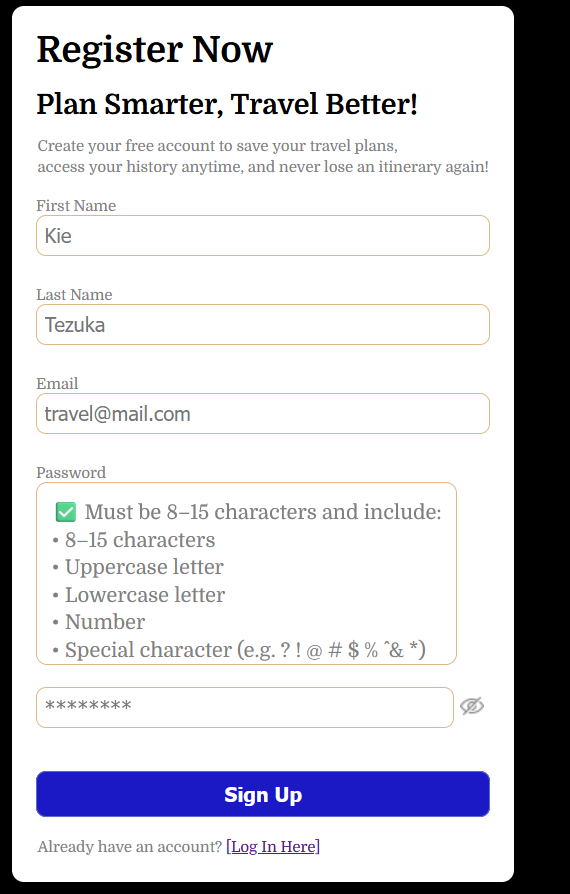 Register Now
Plan Smarter, Travel Better!
Create your free account to save your travel plans,
access your history anytime, and never lose an itinerary again!
First Name
Kie
Last Name
Tezuka
Email
travel@mail.com
Password
✅ Must be 8–15 characters and include:
• 8–15 characters
• Uppercase letter
• Lowercase letter
• Number
• Special character (e.g. ? ! @ # $ % ^& *)
********
Sign Up
Already have an account? [Log In Here]